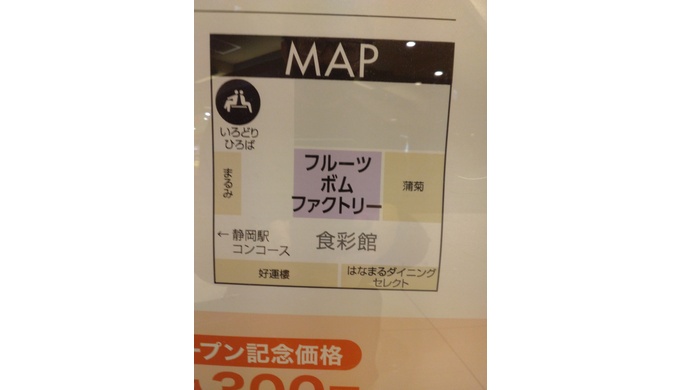 MAP
いろどり
ひろば
まるみ
フルーツ
ボム
ファクトリー
蒲菊
← 静岡駅
コンコース
食彩館
好運樓
はなまるダイニング
セレクト
ープン記念価格
300